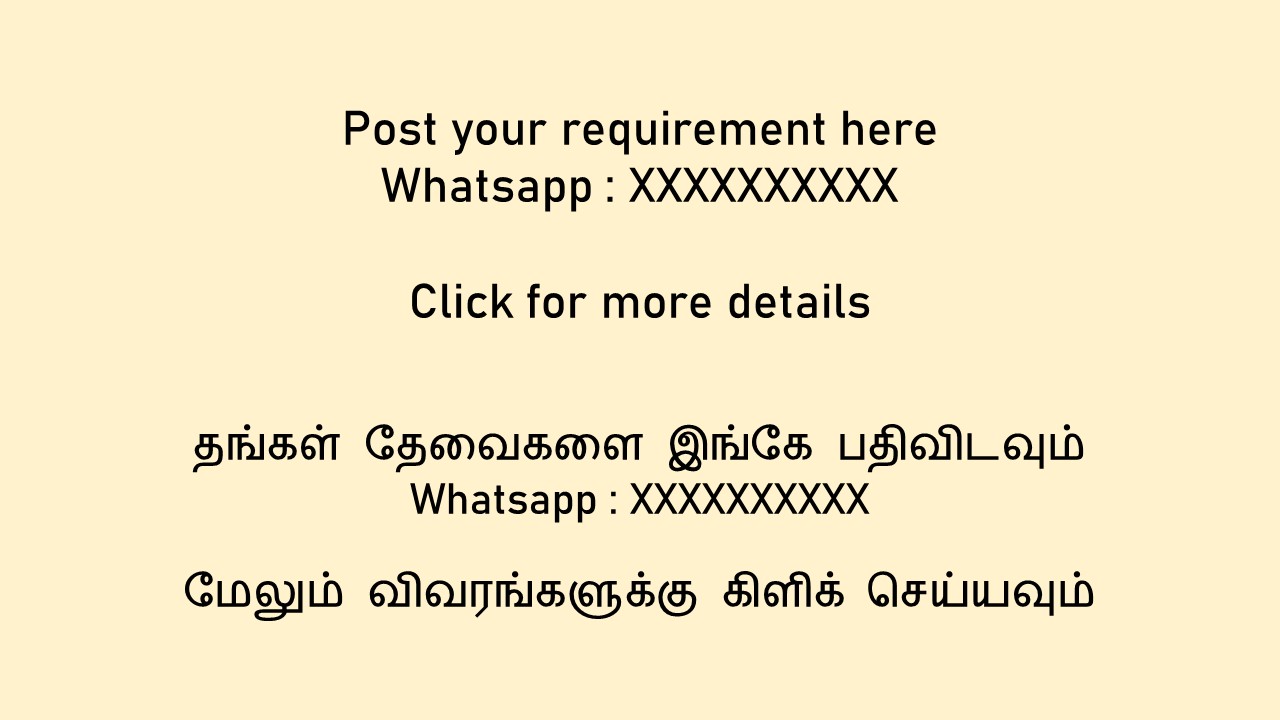 Post your requirement here
Whatsapp : XXXXXXXXXX
Click for more details
தங்கள் தேவைகளை இங்கே பதிவிடவும்
Whatsapp : XXXXXXXXXX
மேலும் விவரங்களுக்கு கிளிக் செய்யவும்